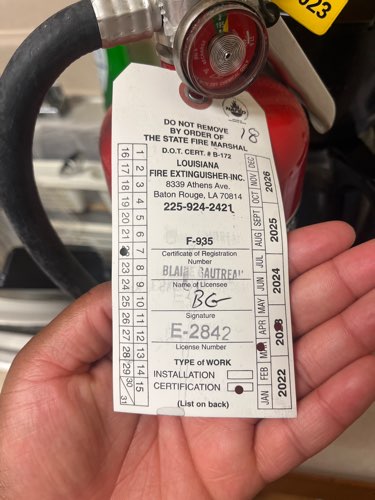 023
18
DO NOT REMOVE
BY ORDER OF
THE STATE FIRE MARSHAL
D.O.T. CERT. # B-172
LOUISIANA
FIRE EXTINGUISHER·INC.
8339 Athens Ave.
Baton Rouge, LA 70814
225-924-2421
F-935
Certificate of Registration
Number
BLAINE GAUTREAU
Name of Licensee
BG
Signature
E-2842
License Number
TYPE of WORK
INSTALLATION
CERTIFICATION
(List on back)
16 17 18 19 20 21 23 24 25 26 27 28 29 30 31
1 2 3 4 5 6 7 8 9 10 11 12 13 14 15
JAN FEB MAR APR MAY JUN JUL AUG SEPT OCT NOV DEC
2022 2023 2024 2025 2026